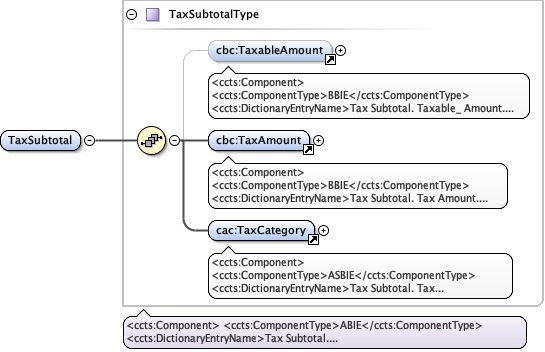 TaxSubtotalType
cbc:TaxableAmount
<ccts:Component>
<ccts:ComponentType>BBIE</ccts:ComponentType>
<ccts:DictionaryEntryName>Tax Subtotal. Taxable_ Amount....
TaxSubtotal
cbc:TaxAmount
<ccts:Component>
<ccts:ComponentType>BBIE</ccts:ComponentType>
<ccts:DictionaryEntryName>Tax Subtotal. Tax Amount....
cac:TaxCategory
<ccts:Component>
<ccts:ComponentType>ASBIE</ccts:ComponentType>
<ccts:DictionaryEntryName>Tax Subtotal. Tax...
<ccts:Component> <ccts:ComponentType>ABIE</ccts:ComponentType>
<ccts:DictionaryEntryName>Tax Subtotal....